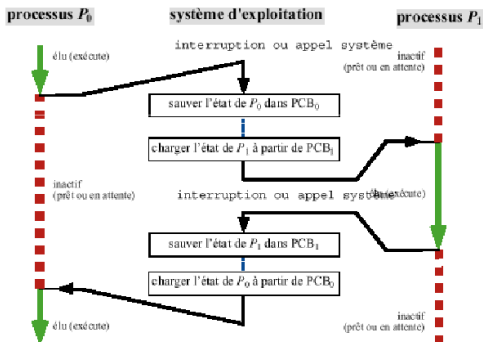 processus P0
système d'exploitation
processus P1
interruption ou appel système
élu (exécute)
inactif
(prêt ou en attente)
sauver l'état de P0 dans PCB0
charger l'état de P1 à partir de PCB1
inactif
(prêt ou en attente)
interruption ou appel système
élu (exécute)
sauver l'état de P1 dans PCB1
charger l'état de P0 à partir de PCB0
élu (exécute)
inactif
(prêt ou en attente)